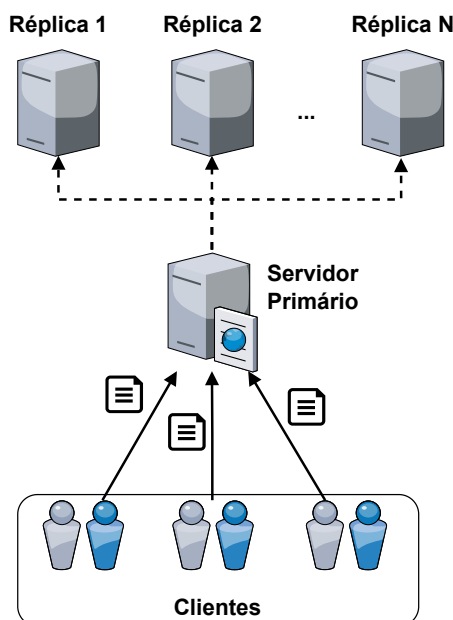 Réplica 1
Réplica 2
Réplica N
...
Servidor
Primário
Clientes